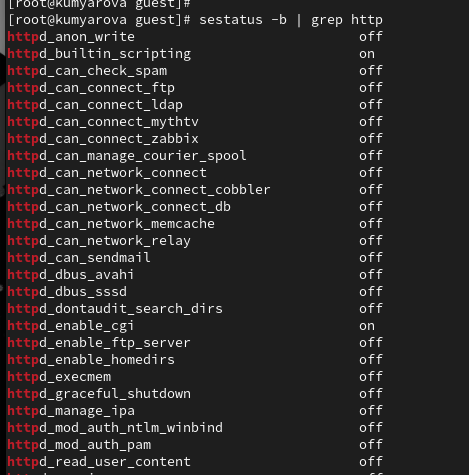 [root@kumyarova guest]#
[root@kumyarova guest]# sestatus -b | grep http
httpd_anon_write off
httpd_builtin_scripting on
httpd_can_check_spam off
httpd_can_connect_ftp off
httpd_can_connect_ldap off
httpd_can_connect_mythtv off
httpd_can_connect_zabbix off
httpd_can_manage_courier_spool off
httpd_can_network_connect off
httpd_can_network_connect_cobbler off
httpd_can_network_connect_db off
httpd_can_network_memcache off
httpd_can_network_relay off
httpd_can_sendmail off
httpd_dbus_avahi off
httpd_dbus_sssd off
httpd_dontaudit_search_dirs off
httpd_enable_cgi on
httpd_enable_ftp_server off
httpd_enable_homedirs off
httpd_execmem off
httpd_graceful_shutdown off
httpd_manage_ipa off
httpd_mod_auth_ntlm_winbind off
httpd_mod_auth_pam off
httpd_read_user_content off